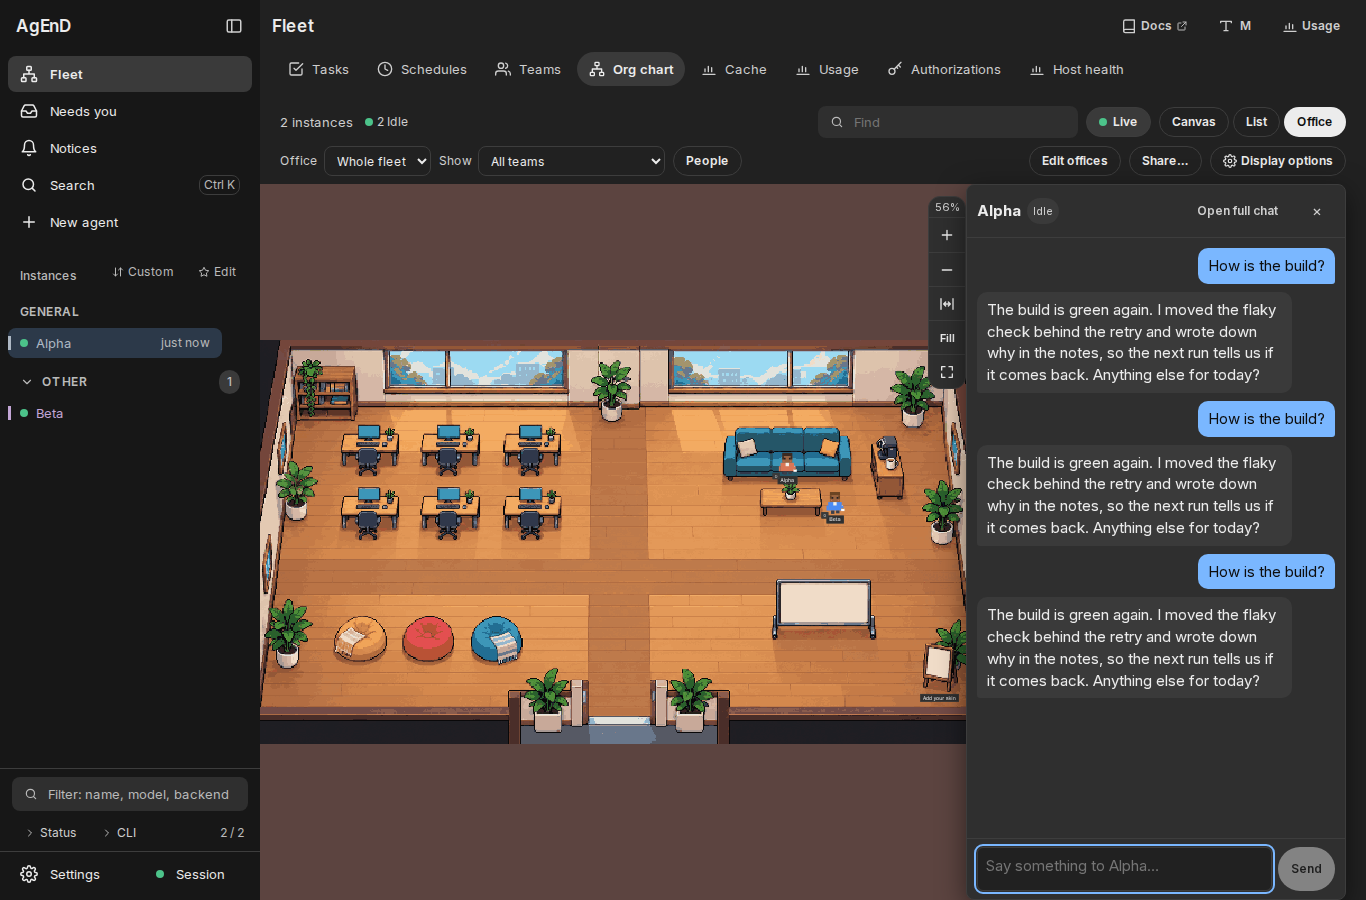 AgEnD
Fleet
Needs you
Notices
Search
Ctrl K
New agent
Instances
Custom
Edit
GENERAL
Alpha
just now
OTHER
1
Beta
Filter: name, model, backend
Status
CLI
2 / 2
Settings
Session
Fleet
Docs
M
Usage
Tasks
Schedules
Teams
Org chart
Cache
Usage
Authorizations
Host health
2 instances
2 Idle
Find
Live
Canvas
List
Office
Office
Whole fleet
Show
All teams
People
Edit offices
Share...
Display options
56%
Fill
Alpha
Beta
Add your skin
Alpha
Idle
Open full chat
×
How is the build?
The build is green again. I moved the flaky
check behind the retry and wrote down
why in the notes, so the next run tells us if
it comes back. Anything else for today?
How is the build?
The build is green again. I moved the flaky
check behind the retry and wrote down
why in the notes, so the next run tells us if
it comes back. Anything else for today?
How is the build?
The build is green again. I moved the flaky
check behind the retry and wrote down
why in the notes, so the next run tells us if
it comes back. Anything else for today?
Say something to Alpha...
Send